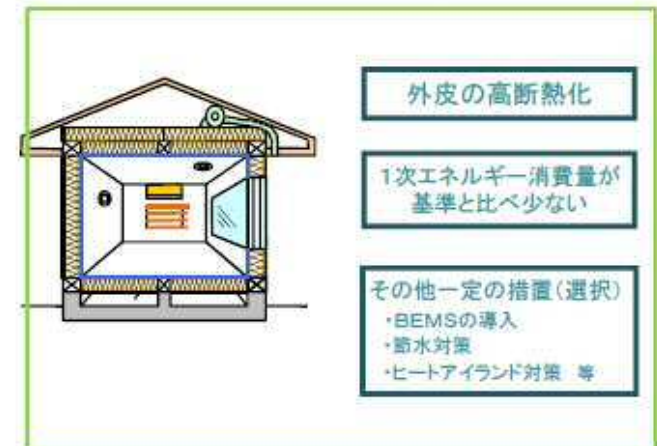 外皮の高断熱化
1次エネルギー消費量が
基準と比べ少ない
その他一定の措置(選択)
・BEMSの導入
・節水対策
・ヒートアイランド対策 等